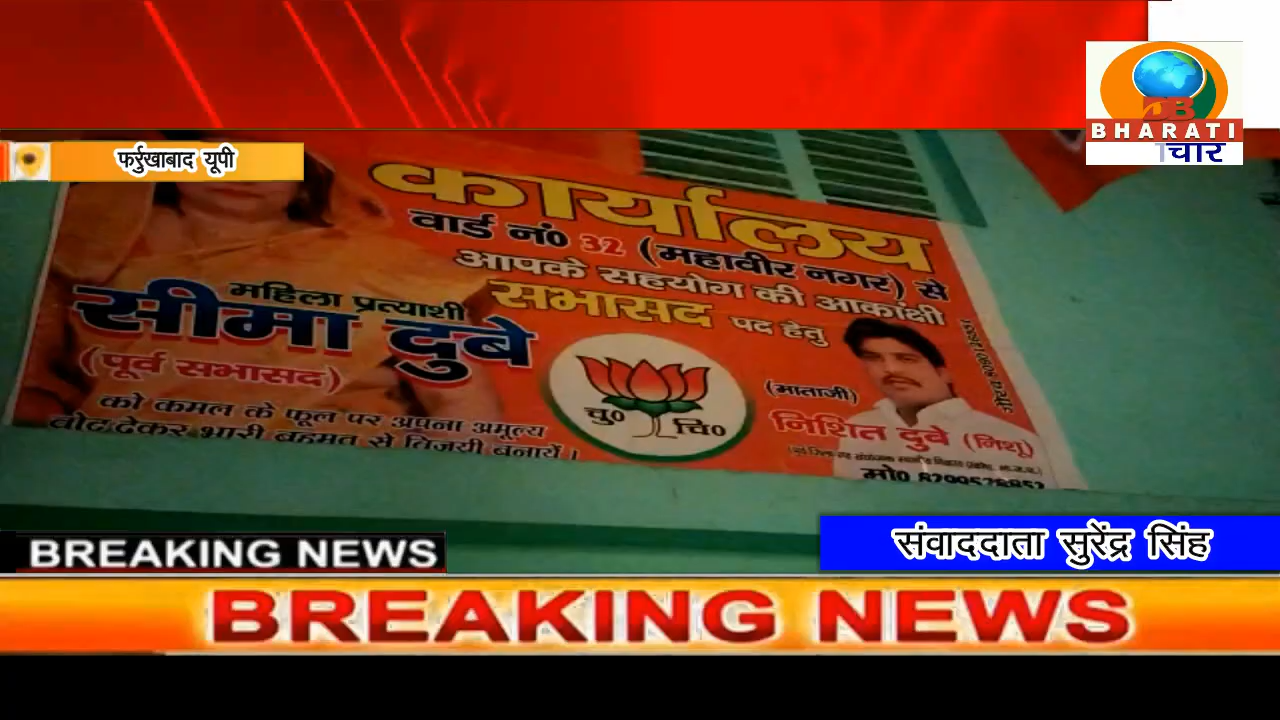 BHARATI
चार
फर्रुखाबाद यूपी
कार्यालय
वार्ड नं0 32 (महावीर नगर) से
आपके सहयोग की आकांक्षी
सभासद पद हेतु
महिला प्रत्याशी
सीमा दुबे
(पूर्व सभासद)
को कमल के फूल पर अपना अमूल्य
वोट देकर भारी बहुमत से विजयी बनायें।
चु0 चि0
(माताजी)
निशित दुबे (निशू)
मो0
संवाददाता सुरेंद्र सिंह
BREAKING NEWS
BREAKING NEWS